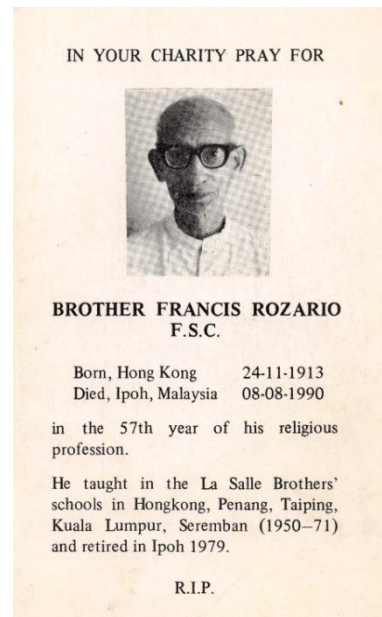 IN YOUR CHARITY PRAY FOR
BROTHER FRANCIS ROZARIO
F.S.C.
Born, Hong Kong 24-11-1913
Died, Ipoh, Malaysia 08-08-1990
in the 57th year of his religious
profession.
He taught in the La Salle Brothers'
schools in Hongkong, Penang, Taiping,
Kuala Lumpur, Seremban (1950–71)
and retired in Ipoh 1979.
R.I.P.